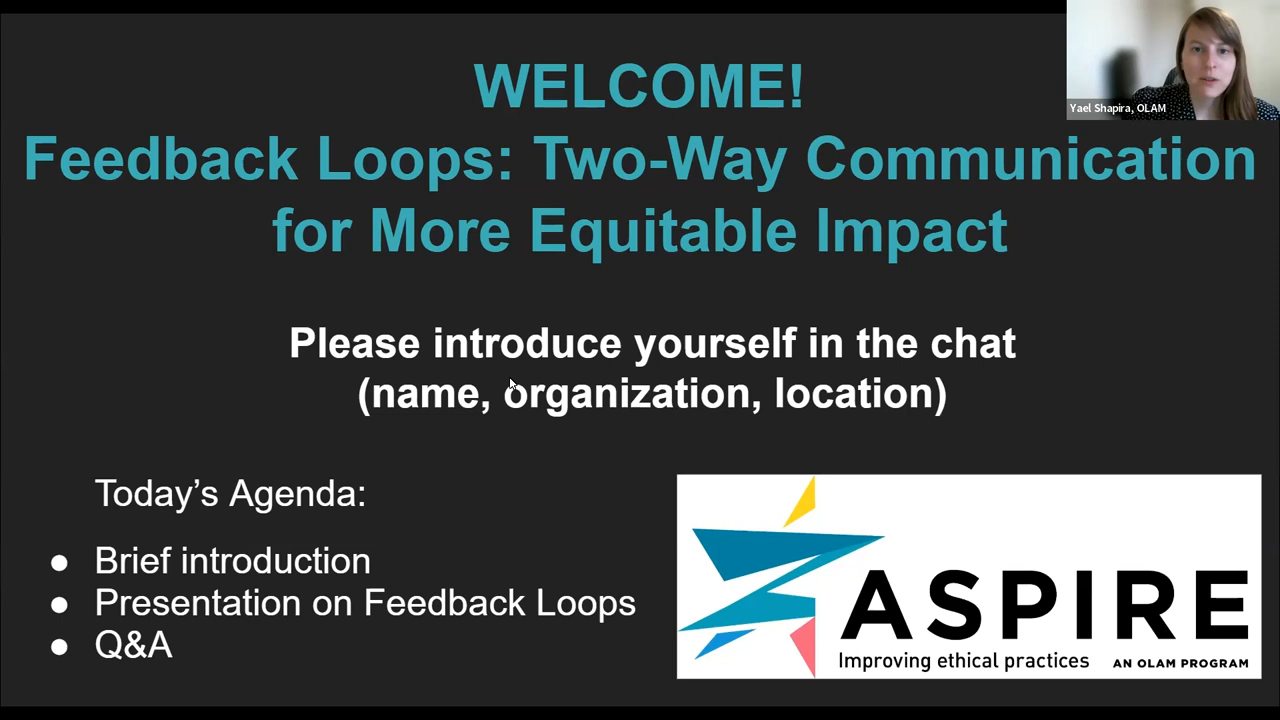 WELCOME!
Feedback Loops: Two-Way Communication
for More Equitable Impact
Yael Shapira, OLAM
Please introduce yourself in the chat
(name, organization, location)
Today’s Agenda:
● Brief introduction
● Presentation on Feedback Loops
● Q&A
ASPIRE
Improving ethical practices AN OLAM PROGRAM